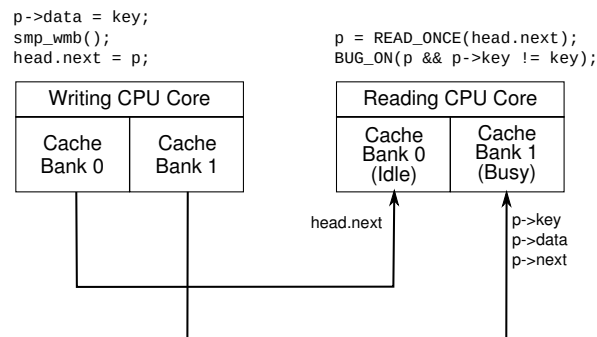 p->data = key;
smp_wmb();
head.next = p;
p = READ_ONCE(head.next);
BUG_ON(p && p->key != key);
Writing CPU Core
Cache
Bank 0
Cache
Bank 1
Reading CPU Core
Cache
Bank 0
(Idle)
Cache
Bank 1
(Busy)
head.next
p->key
p->data
p->next